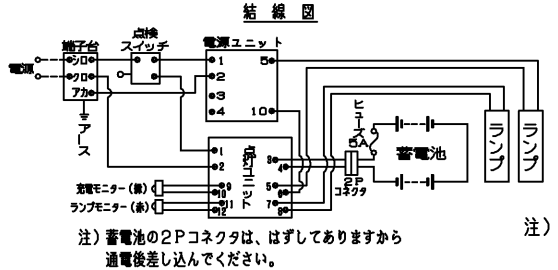 結線図
端子台
点検
スイッチ
電源ユニット
電源
シロ
クロ
アカ
アース
1
2
3
4
5
10
点灯ユニット
1
2
9
10
11
12
3
4
5
6
7
8
充電モニター (緑)
ランプモニター (赤)
ヒューズ
5A
蓄電池
2P
コネクタ
ランプ
ランプ
注) 蓄電池の2Pコネクタは、はずしてありますから
通電後差し込んでください。
注)